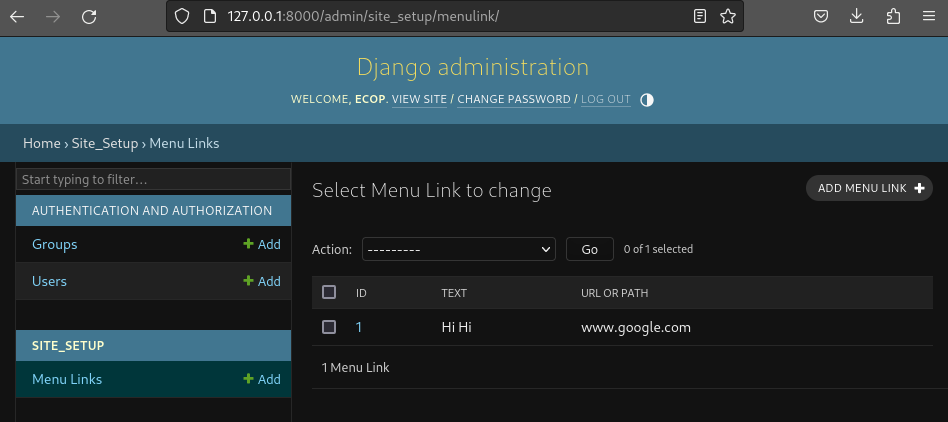 127.0.0.1:8000/admin/site_setup/menulink/
Django administration
WELCOME, ECOP. VIEW SITE / CHANGE PASSWORD / LOG OUT
Home › Site_Setup › Menu Links
Start typing to filter...
AUTHENTICATION AND AUTHORIZATION
Groups + Add
Users + Add
SITE_SETUP
Menu Links + Add
Select Menu Link to change
ADD MENU LINK +
Action: --------- Go 0 of 1 selected
ID TEXT URL OR PATH
1 Hi Hi www.google.com
1 Menu Link